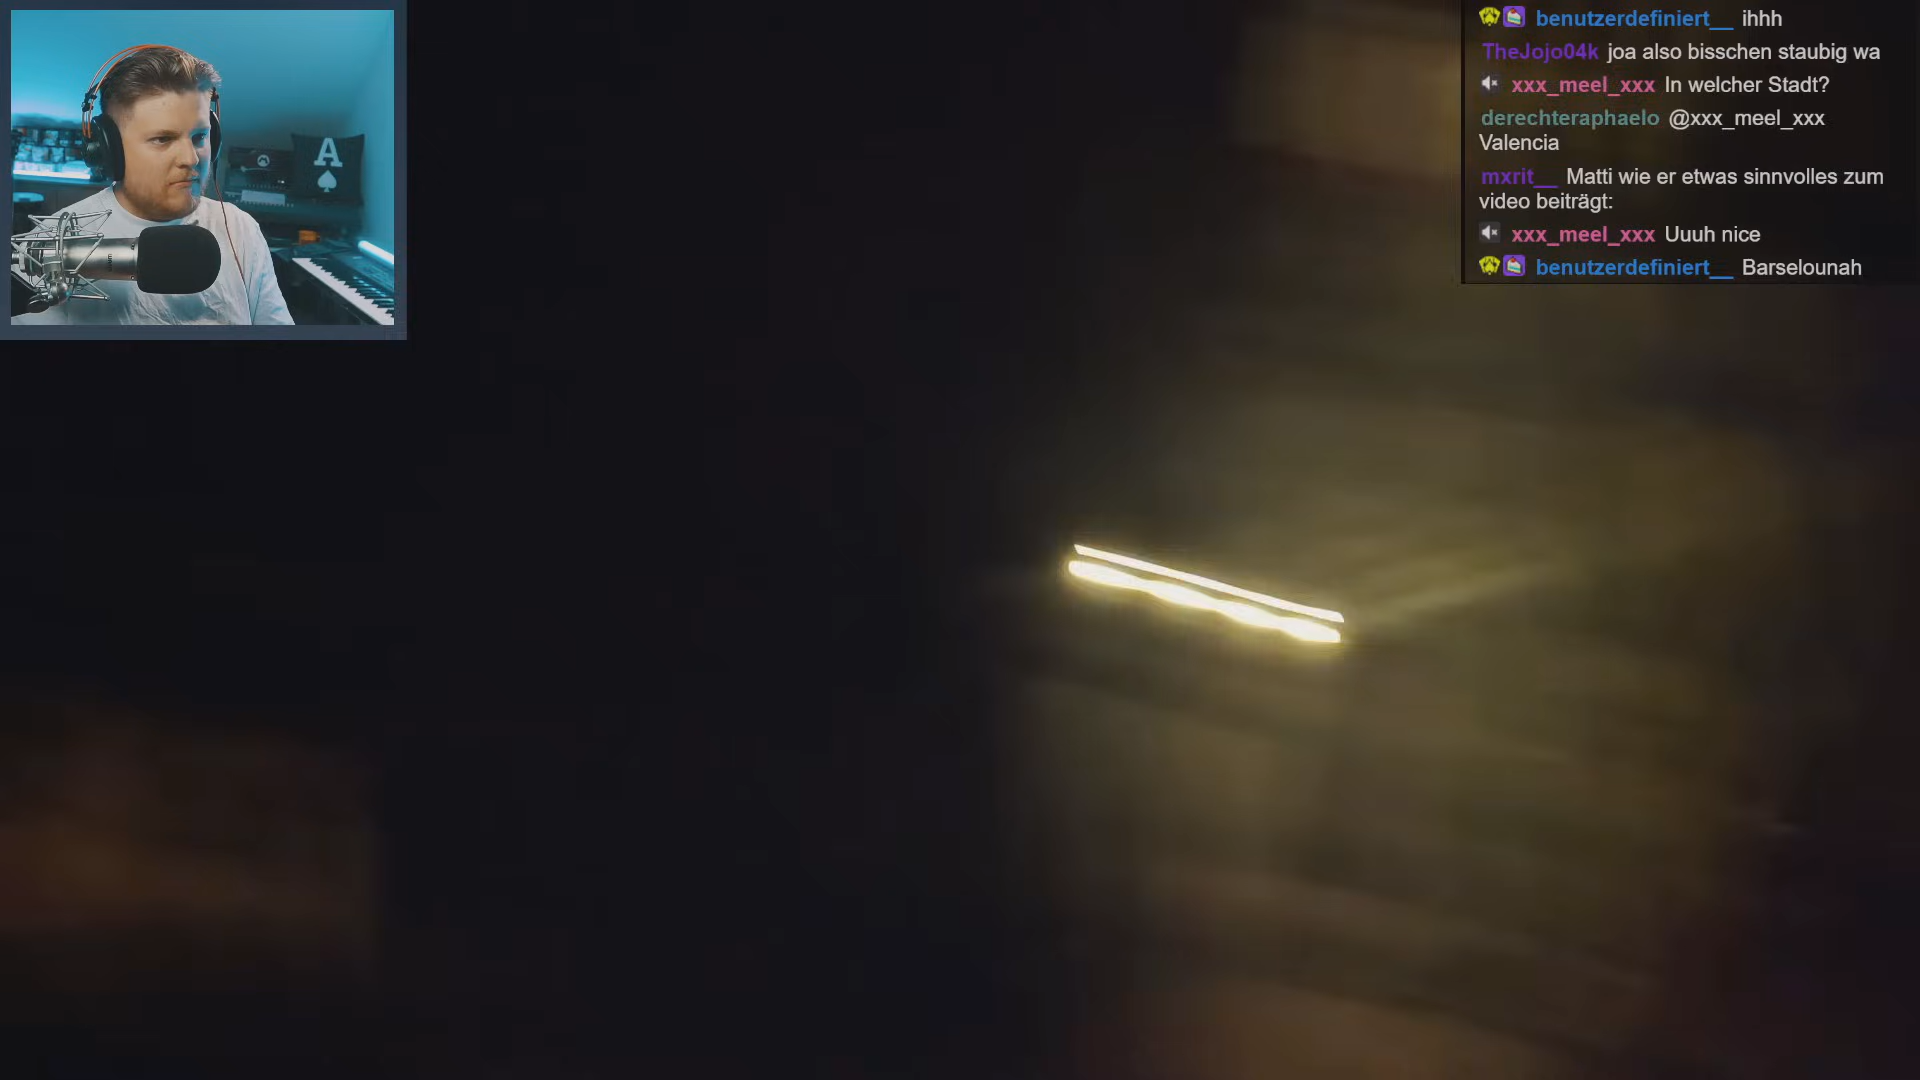 benutzerdefiniert__ ihhh
TheJojo04k joa also bisschen staubig wa
xxx_meel_xxx In welcher Stadt?
derechteraphaelo @xxx_meel_xxx
Valencia
mxrit__ Matti wie er etwas sinnvolles zum
video beiträgt:
xxx_meel_xxx Uuuh nice
benutzerdefiniert__ Barselounah
A